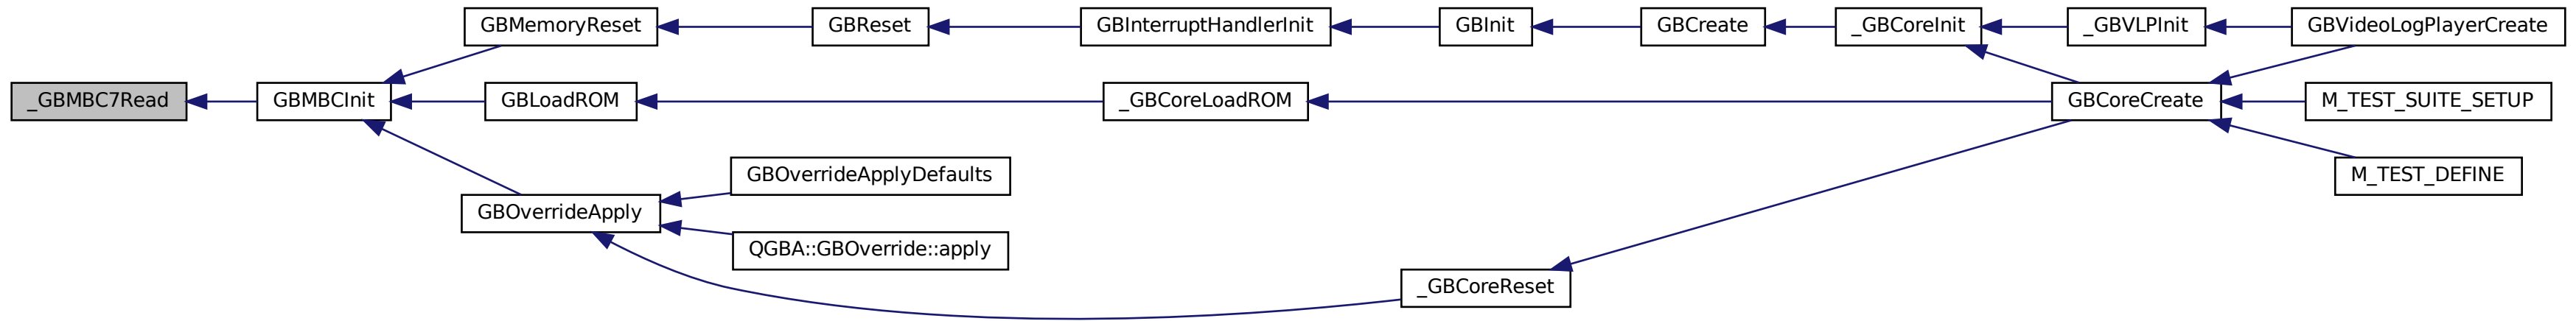 GBMemoryReset
GBReset
GBInterruptHandlerInit
GBInit
GBCreate
_GBCoreInit
_GBVLPInit
GBVideoLogPlayerCreate
_GBMBC7Read
GBMBCInit
GBLoadROM
_GBCoreLoadROM
GBCoreCreate
M_TEST_SUITE_SETUP
GBOverrideApplyDefaults
M_TEST_DEFINE
GBOverrideApply
QGBA::GBOverride::apply
_GBCoreReset